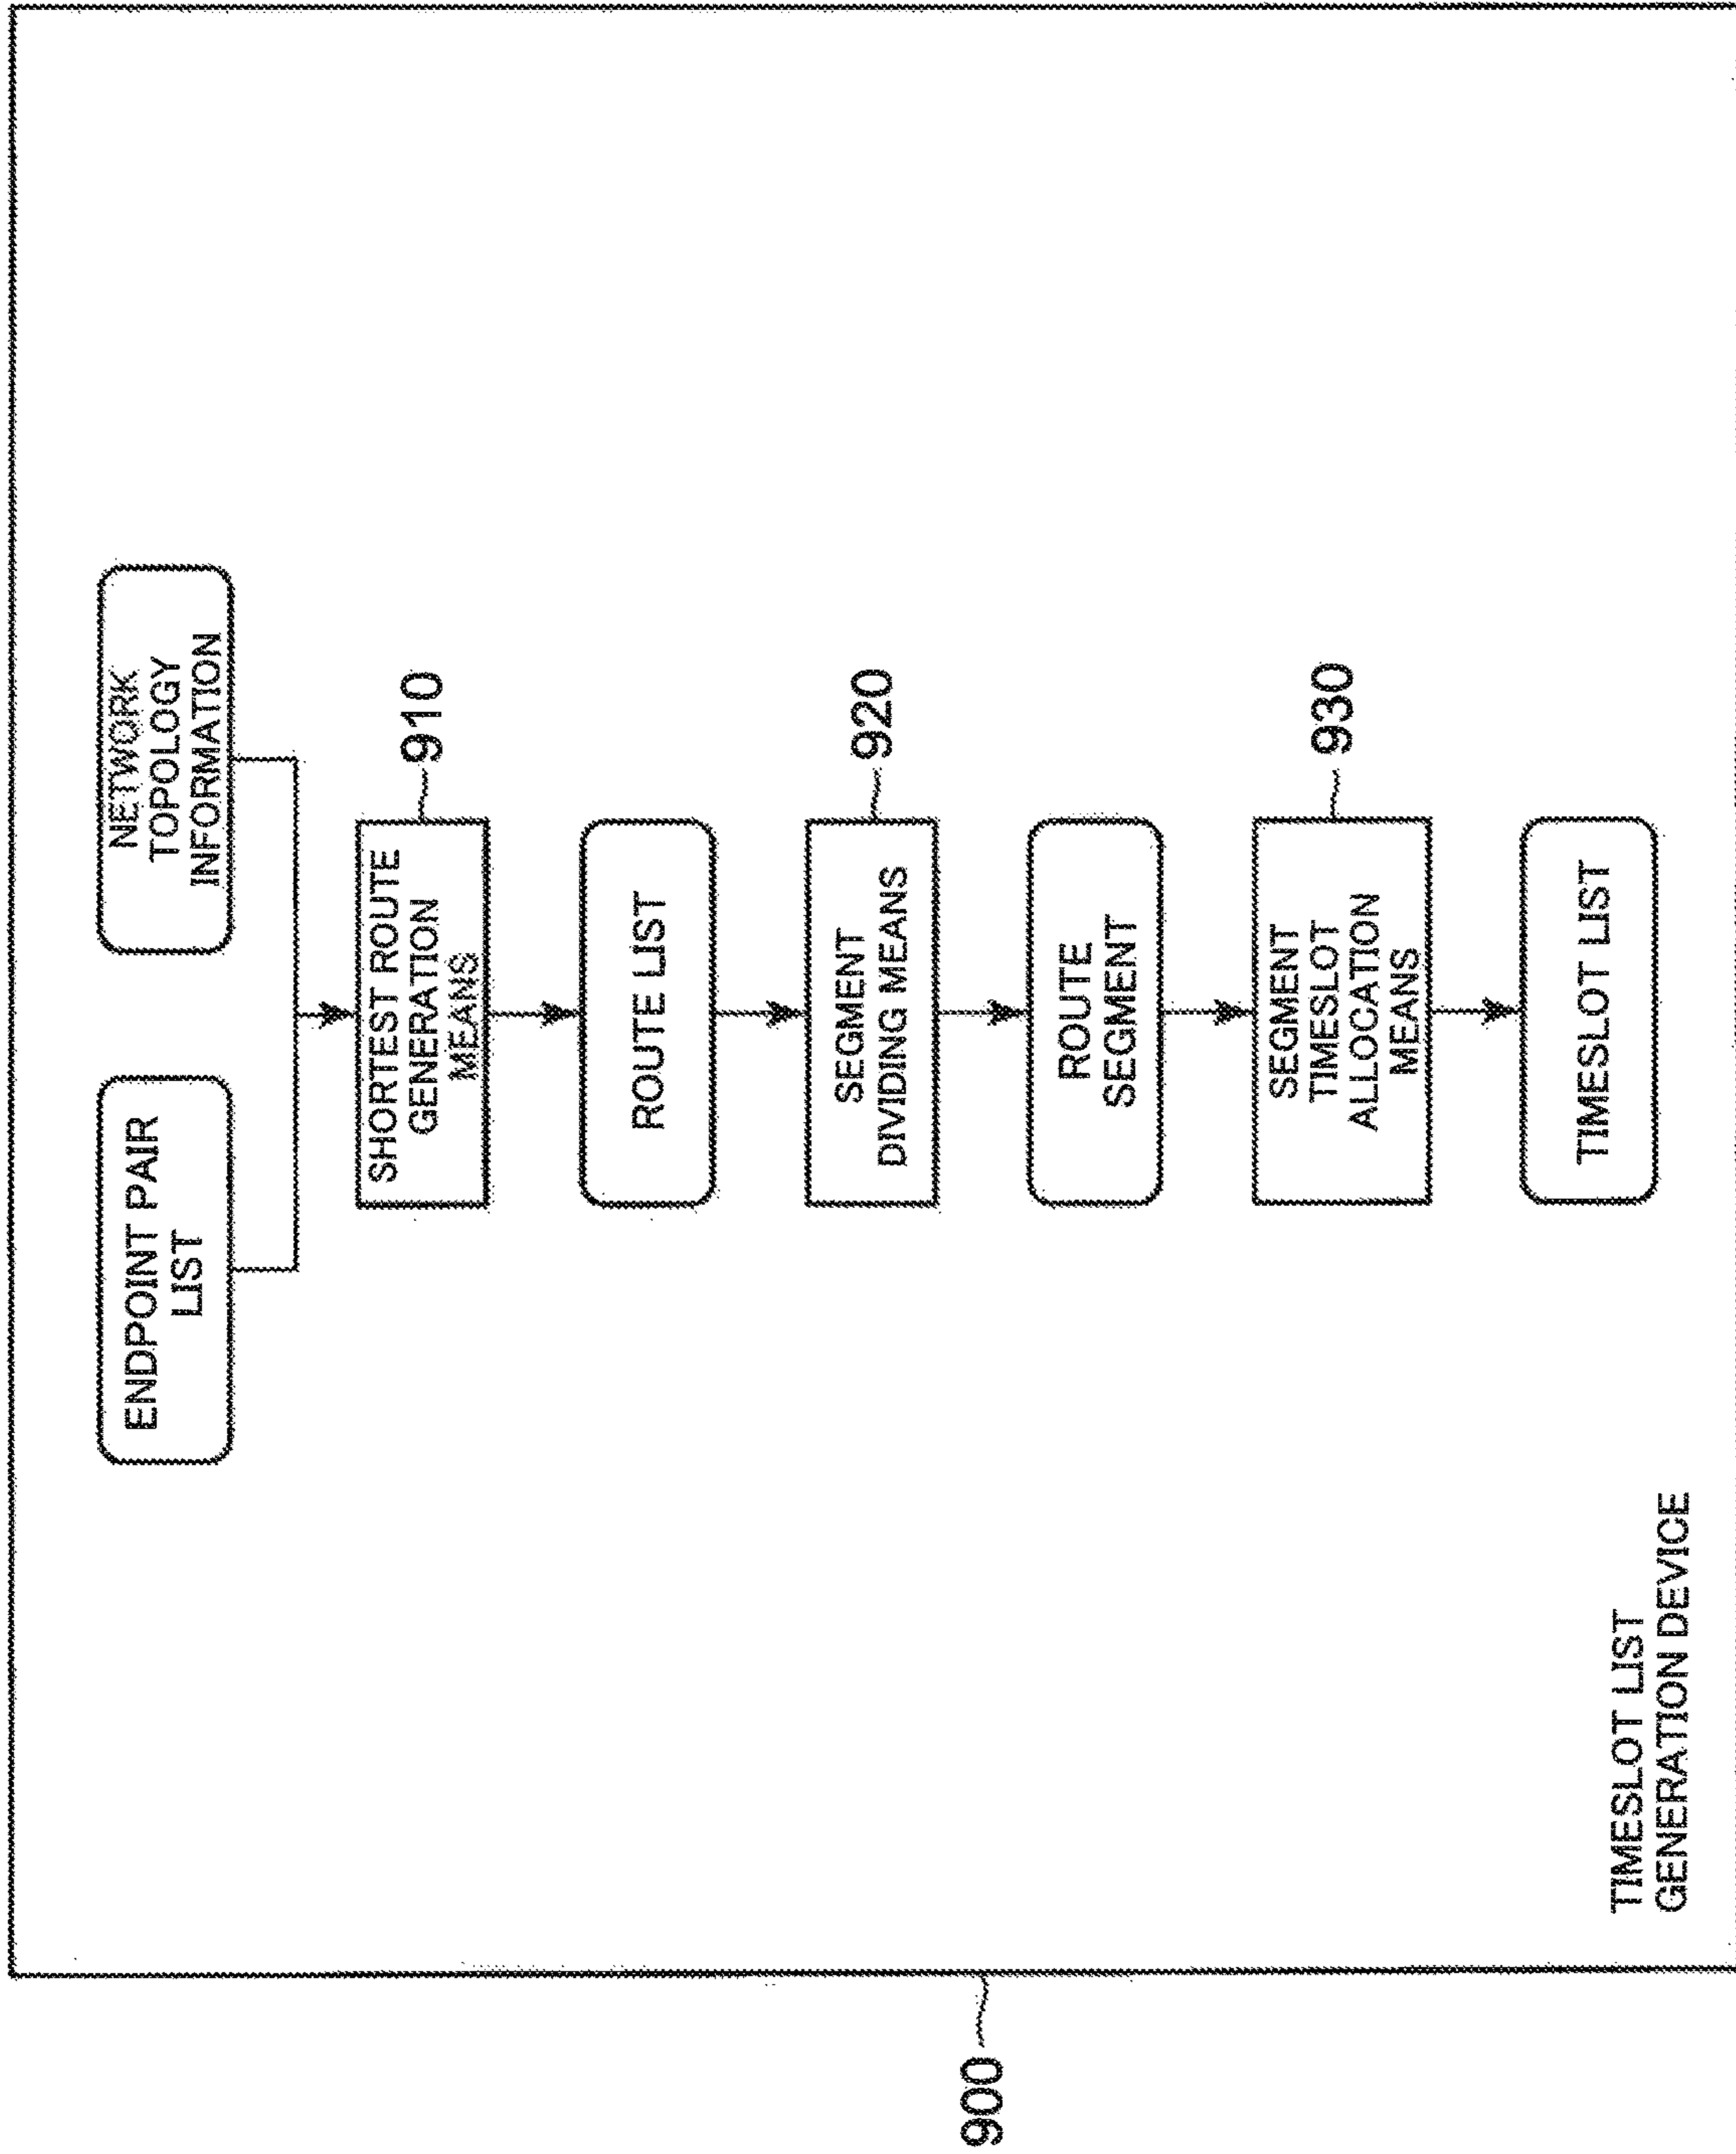 ENDPOINT PAIR
LIST
NETWORK
TOPOLOGY
INFORMATION
SHORTEST ROUTE
GENERATION
MEANS
910
ROUTE LIST
SEGMENT
DIVIDING MEANS
920
ROUTE
SEGMENT
SEGMENT
TIMESLOT
ALLOCATION
MEANS
930
TIMESLOT LIST
TIMESLOT LIST
GENERATION DEVICE
900